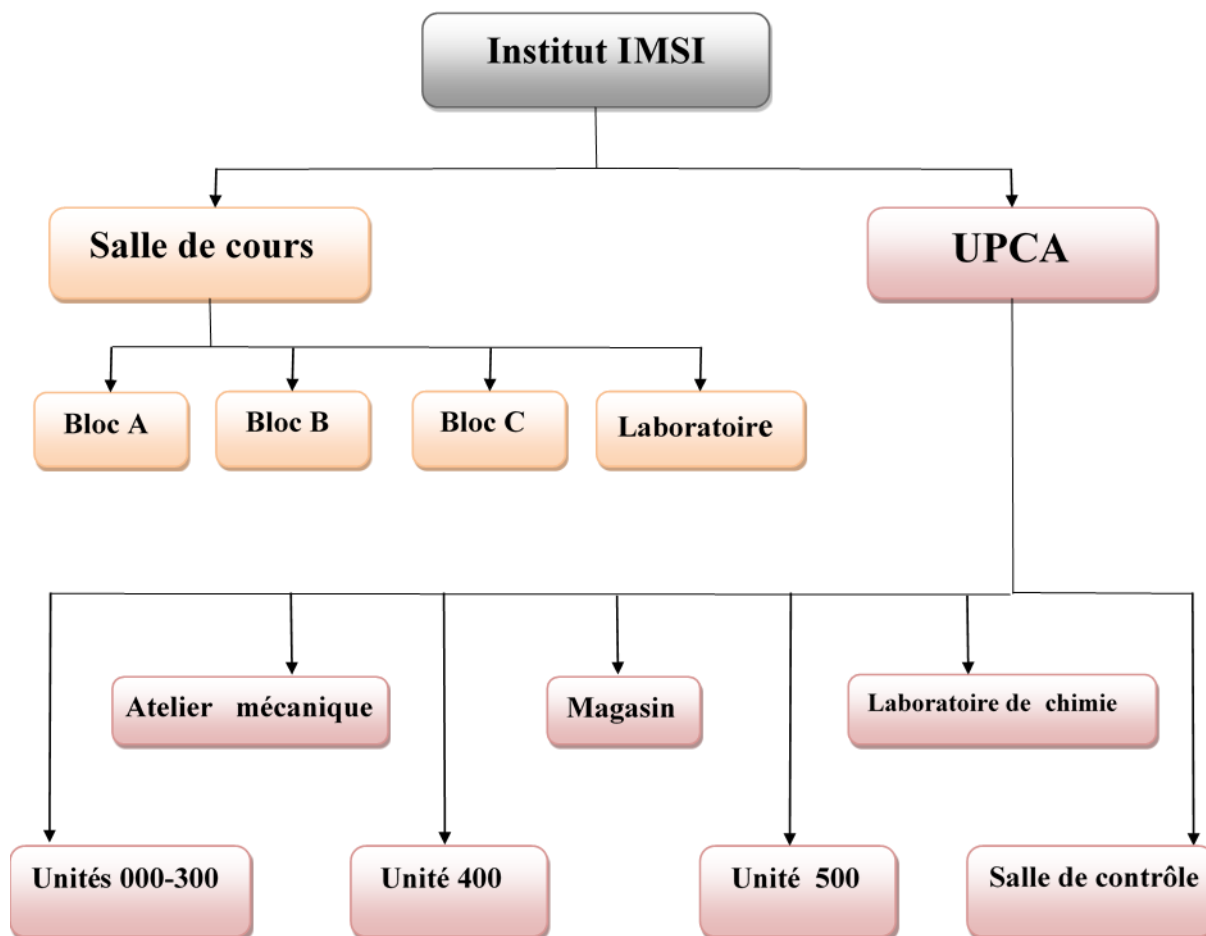 Institut IMSI
Salle de cours
UPCA
Bloc A
Bloc B
Bloc C
Laboratoire
Atelier mécanique
Magasin
Laboratoire de chimie
Unités 000-300
Unité 400
Unité 500
Salle de contrôle